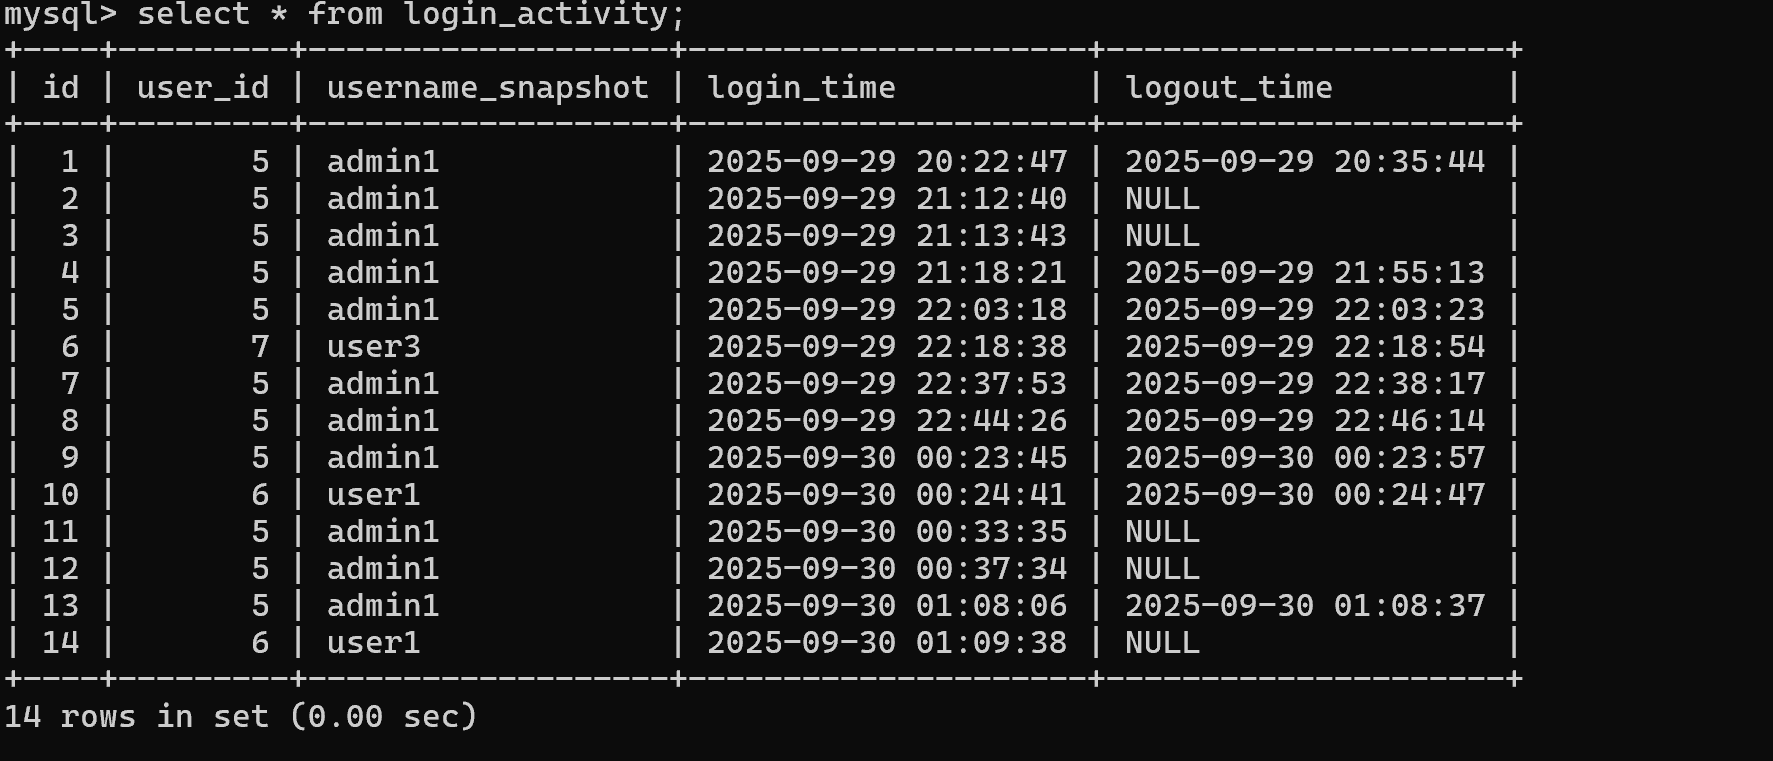 mysql> select * from login_activity;
+----+---------+-------------------+---------------------+---------------------+
| id | user_id | username_snapshot | login_time          | logout_time         |
+----+---------+-------------------+---------------------+---------------------+
|  1 |       5 | admin1            | 2025-09-29 20:22:47 | 2025-09-29 20:35:44 |
|  2 |       5 | admin1            | 2025-09-29 21:12:40 | NULL                |
|  3 |       5 | admin1            | 2025-09-29 21:13:43 | NULL                |
|  4 |       5 | admin1            | 2025-09-29 21:18:21 | 2025-09-29 21:55:13 |
|  5 |       5 | admin1            | 2025-09-29 22:03:18 | 2025-09-29 22:03:23 |
|  6 |       7 | user3             | 2025-09-29 22:18:38 | 2025-09-29 22:18:54 |
|  7 |       5 | admin1            | 2025-09-29 22:37:53 | 2025-09-29 22:38:17 |
|  8 |       5 | admin1            | 2025-09-29 22:44:26 | 2025-09-29 22:46:14 |
|  9 |       5 | admin1            | 2025-09-30 00:23:45 | 2025-09-30 00:23:57 |
| 10 |       6 | user1             | 2025-09-30 00:24:41 | 2025-09-30 00:24:47 |
| 11 |       5 | admin1            | 2025-09-30 00:33:35 | NULL                |
| 12 |       5 | admin1            | 2025-09-30 00:37:34 | NULL                |
| 13 |       5 | admin1            | 2025-09-30 01:08:06 | 2025-09-30 01:08:37 |
| 14 |       6 | user1             | 2025-09-30 01:09:38 | NULL                |
+----+---------+-------------------+---------------------+---------------------+
14 rows in set (0.00 sec)